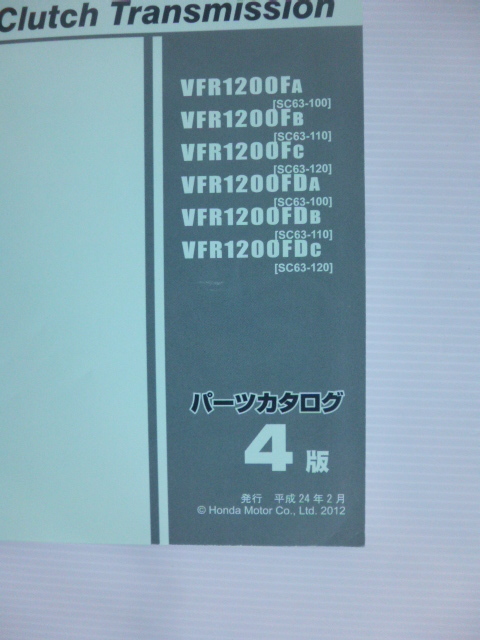 Clutch Transmission
VFR1200FA
[SC63-100]
VFR1200FB
[SC63-110]
VFR1200FC
[SC63-120]
VFR1200FDA
[SC63-100]
VFR1200FDB
[SC63-110]
VFR1200FDC
[SC63-120]
パーツカタログ
4版
発行 平成24年2月
© Honda Motor Co., Ltd. 2012